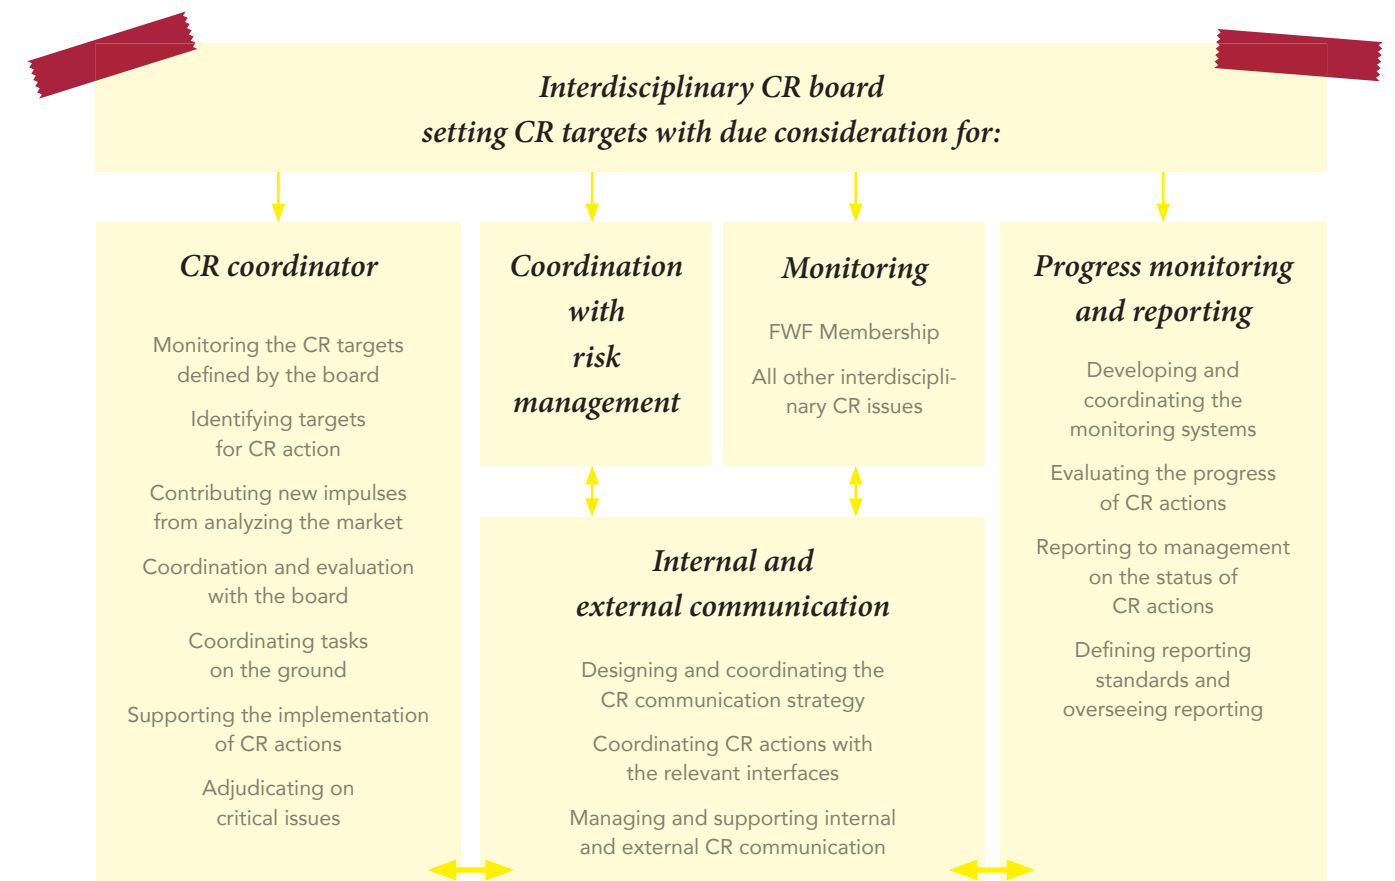 Interdisciplinary CR board
setting CR targets with due consideration for:
CR coordinator
Monitoring the CR targets
defined by the board
Identifying targets
for CR action
Contributing new impulses
from analyzing the market
Coordination and evaluation
with the board
Coordinating tasks
on the ground
Supporting the implementation
of CR actions
Adjudicating on
critical issues
Coordination
with
risk
management
Monitoring
FWF Membership
All other interdiscipli-
nary CR issues
Internal and
external communication
Designing and coordinating the
CR communication strategy
Coordinating CR actions with
the relevant interfaces
Managing and supporting internal
and external CR communication
Progress monitoring
and reporting
Developing and
coordinating the
monitoring systems
Evaluating the progress
of CR actions
Reporting to management
on the status of
CR actions
Defining reporting
standards and
overseeing reporting